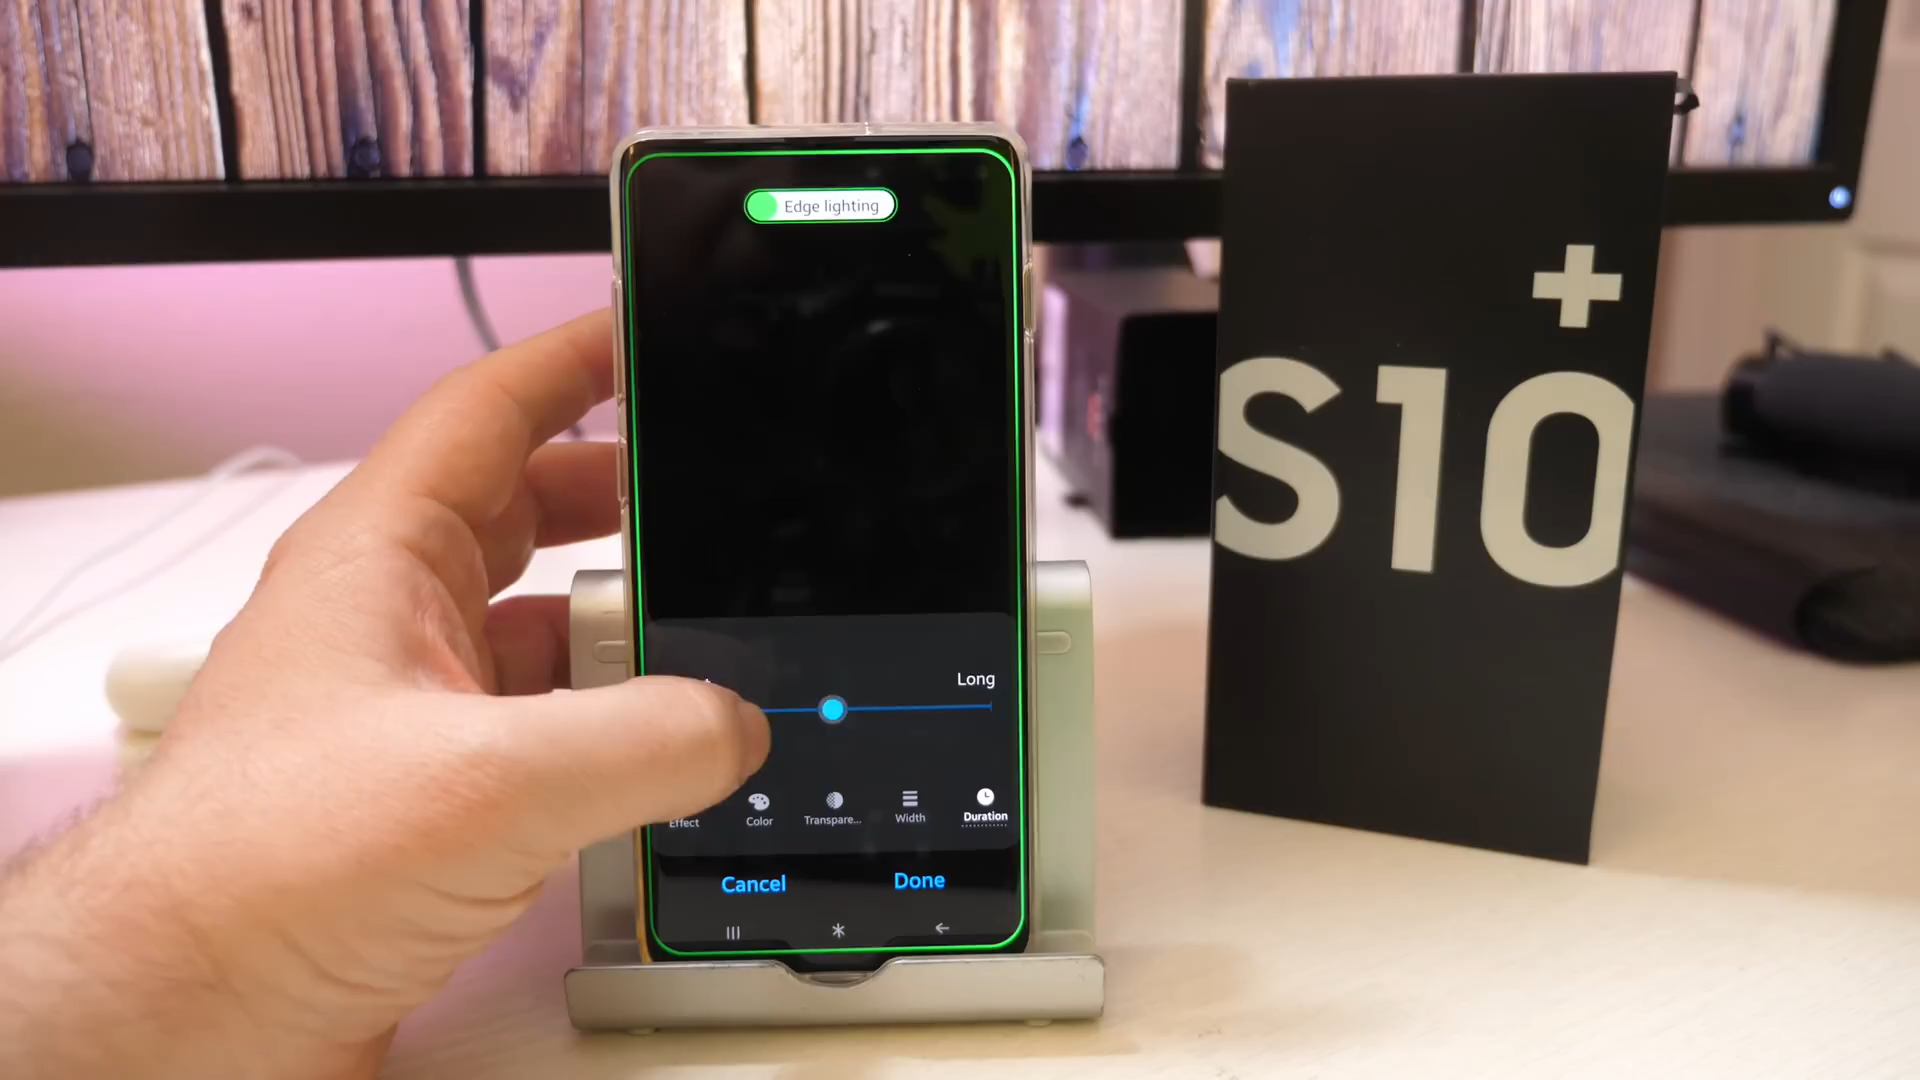 Edge lighting
+
S10
Long
Effect
Color
Transpare...
Width
Duration
Cancel
Done